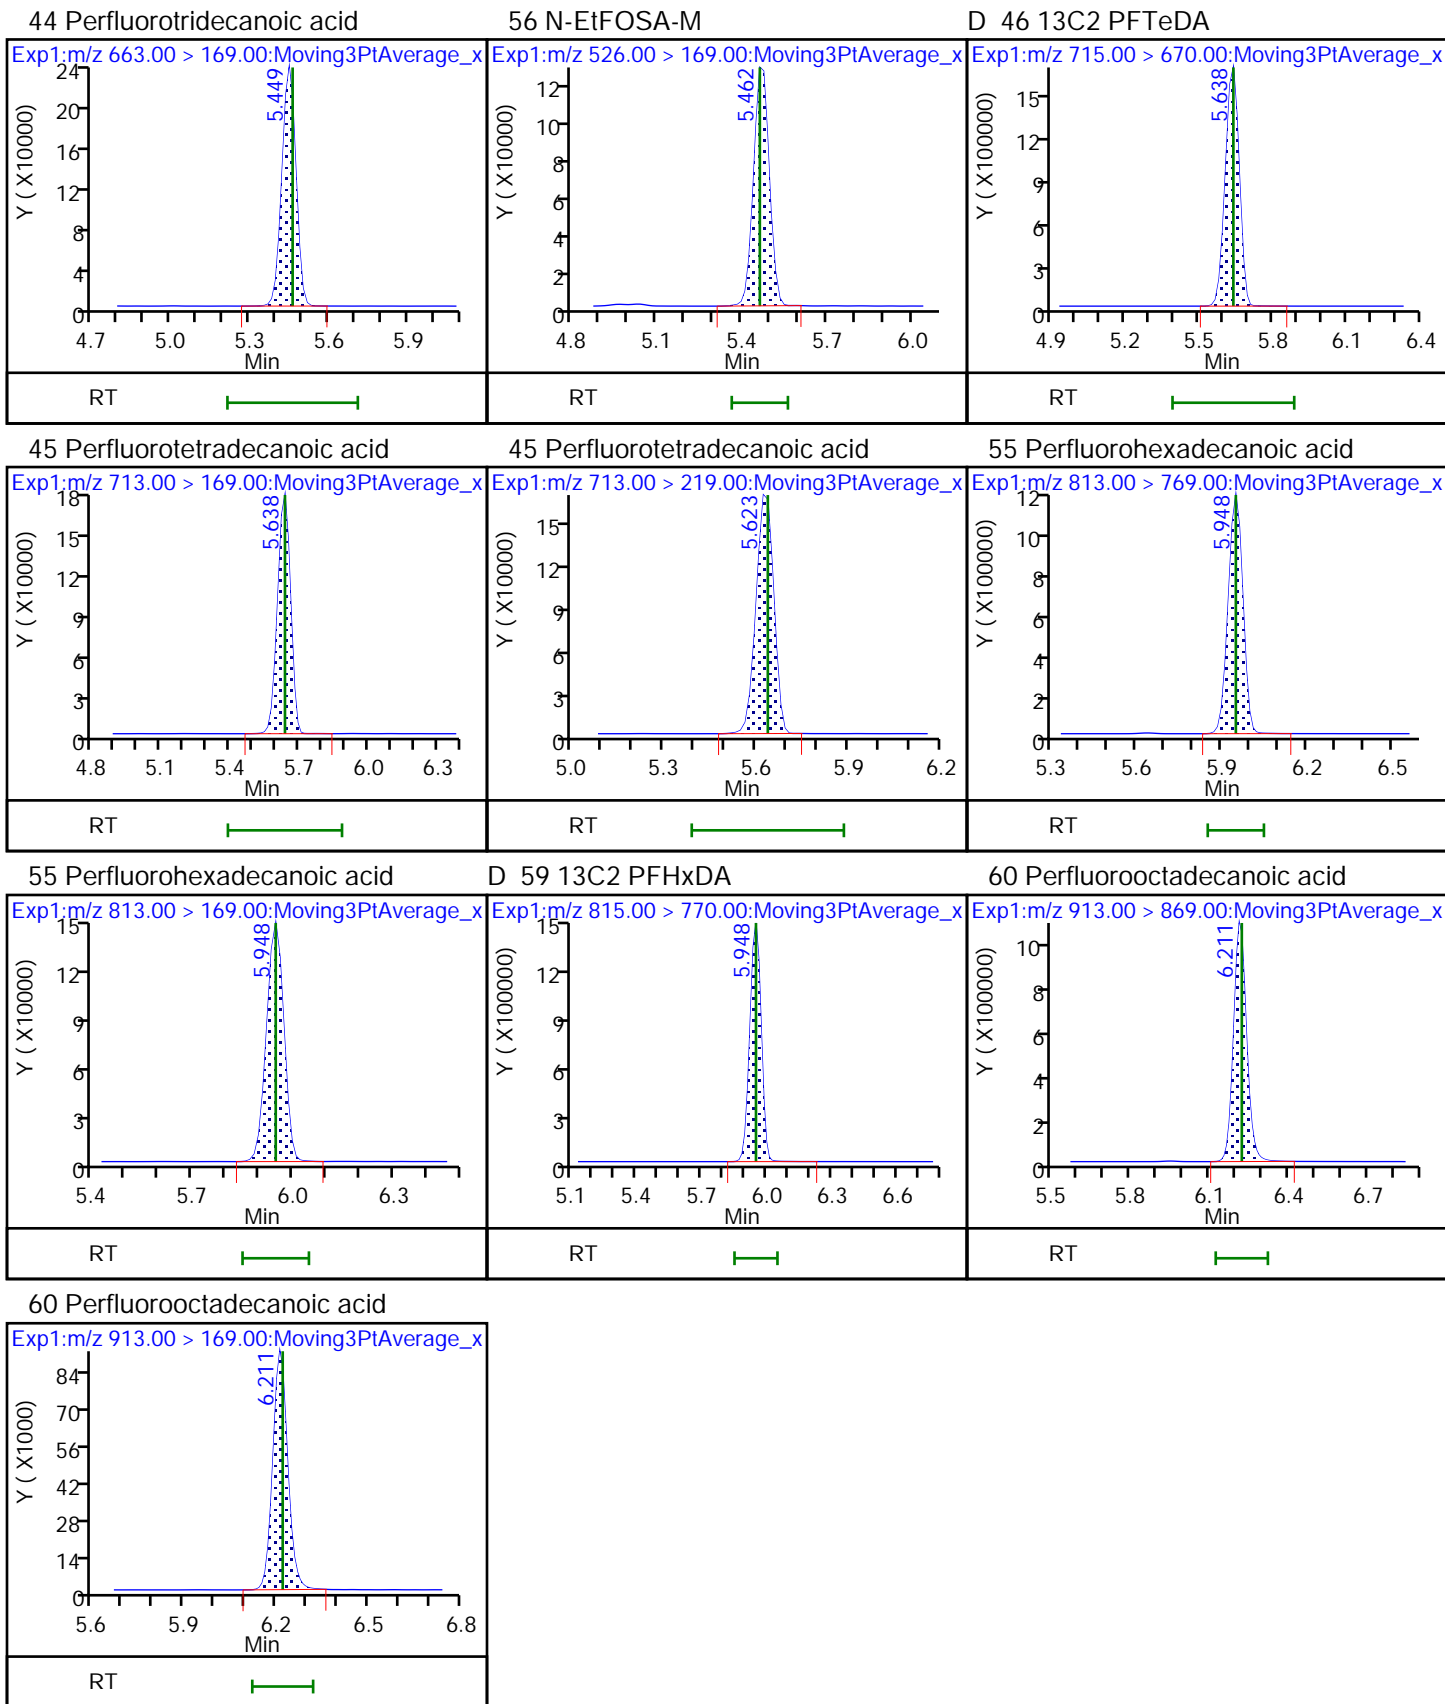 44 Perfluorotridecanoic acid
Exp1:m/z 663.00 > 169.00:Moving3PtAverage_x
24
20
16
12
8
4
0
Y ( X10000)
5.449
4.7 5.0 5.3 5.6 5.9
Min
RT
56 N-EtFOSA-M
Exp1:m/z 526.00 > 169.00:Moving3PtAverage_x
12
10
8
6
4
2
0
Y ( X100000)
5.462
4.8 5.1 5.4 5.7 6.0
Min
RT
D 46 13C2 PFTeDA
Exp1:m/z 715.00 > 670.00:Moving3PtAverage_x
15
12
9
6
3
0
Y ( X100000)
5.638
4.9 5.2 5.5 5.8 6.1 6.4
Min
RT
45 Perfluorotetradecanoic acid
Exp1:m/z 713.00 > 169.00:Moving3PtAverage_x
18
15
12
9
6
3
0
Y ( X10000)
5.638
4.8 5.1 5.4 5.7 6.0 6.3
Min
RT
45 Perfluorotetradecanoic acid
Exp1:m/z 713.00 > 219.00:Moving3PtAverage_x
15
12
9
6
3
0
Y ( X10000)
5.623
5.0 5.3 5.6 5.9 6.2
Min
RT
55 Perfluorohexadecanoic acid
Exp1:m/z 813.00 > 769.00:Moving3PtAverage_x
12
10
8
6
4
2
0
Y ( X100000)
5.948
5.3 5.6 5.9 6.2 6.5
Min
RT
55 Perfluorohexadecanoic acid
Exp1:m/z 813.00 > 169.00:Moving3PtAverage_x
15
12
9
6
3
0
Y ( X10000)
5.948
5.4 5.7 6.0 6.3
Min
RT
D 59 13C2 PFHxDA
Exp1:m/z 815.00 > 770.00:Moving3PtAverage_x
15
12
9
6
3
0
Y ( X100000)
5.948
5.1 5.4 5.7 6.0 6.3 6.6
Min
RT
60 Perfluorooctadecanoic acid
Exp1:m/z 913.00 > 869.00:Moving3PtAverage_x
10
8
6
4
2
0
Y ( X100000)
6.211
5.5 5.8 6.1 6.4 6.7
Min
RT
60 Perfluorooctadecanoic acid
Exp1:m/z 913.00 > 169.00:Moving3PtAverage_x
84
70
56
42
28
14
0
Y ( X1000)
6.211
5.6 5.9 6.2 6.5 6.8
Min
RT